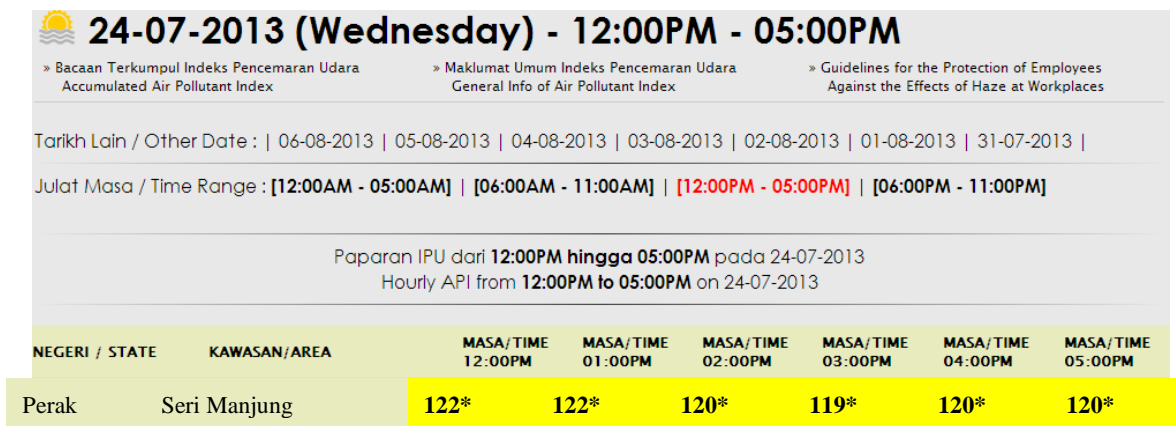 24-07-2013 (Wednesday) - 12:00PM - 05:00PM
» Bacaan Terkumpul Indeks Pencemaran Udara
Accumulated Air Pollutant Index
» Maklumat Umum Indeks Pencemaran Udara
General Info of Air Pollutant Index
» Guidelines for the Protection of Employees
Against the Effects of Haze at Workplaces
Tarikh Lain / Other Date : | 06-08-2013 | 05-08-2013 | 04-08-2013 | 03-08-2013 | 02-08-2013 | 01-08-2013 | 31-07-2013 |
Julat Masa / Time Range : [12:00AM - 05:00AM] | [06:00AM - 11:00AM] | [12:00PM - 05:00PM] | [06:00PM - 11:00PM]
Paparan IPU dari 12:00PM hingga 05:00PM pada 24-07-2013
Hourly API from 12:00PM to 05:00PM on 24-07-2013
NEGERI / STATE KAWASAN/AREA MASA/TIME 12:00PM MASA/TIME 01:00PM MASA/TIME 02:00PM MASA/TIME 03:00PM MASA/TIME 04:00PM MASA/TIME 05:00PM
Perak Seri Manjung 122* 122* 120* 119* 120* 120*